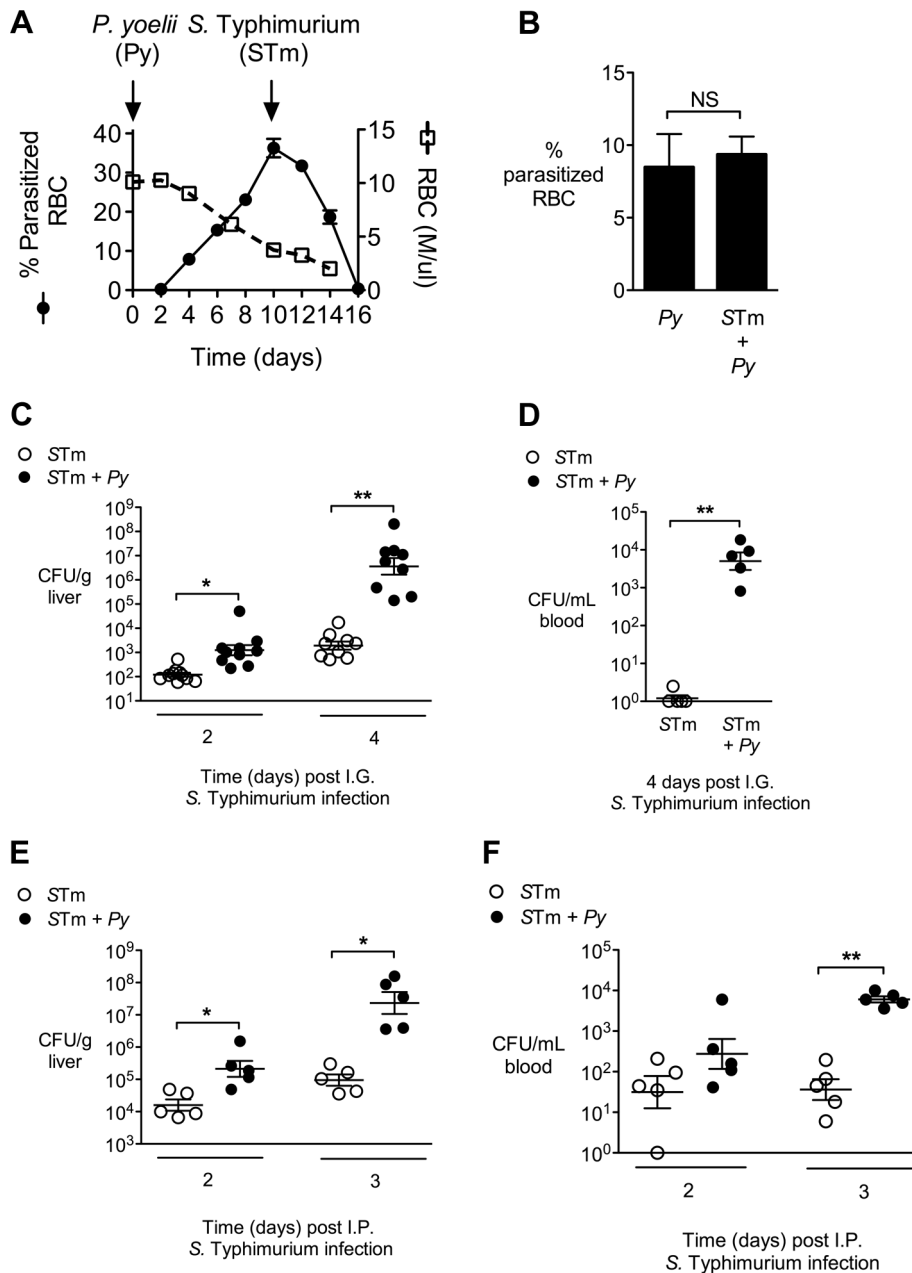 A
P. yoelii S. Typhimurium
(Py) (STm)
% Parasitized
RBC
40
30
20
10
0
15
10
5
0
RBC (M/ul)
0 2 4 6 8 10 12 14 16
Time (days)
B
NS
15
10
5
0
%
parasitized
RBC
Py
STm
+
Py
C
STm
STm + Py
CFU/g
liver
10⁹
10⁸
10⁷
10⁶
10⁵
10⁴
10³
10²
10¹
*
**
2 4
Time (days) post I.G.
S. Typhimurium infection
D
STm
STm + Py
CFU/mL
blood
10⁵
10⁴
10³
10²
10¹
10⁰
**
STm STm
+ Py
4 days post I.G.
S. Typhimurium infection
E
STm
STm + Py
CFU/g
liver
10⁹
10⁸
10⁷
10⁶
10⁵
10⁴
10³
*
*
2 3
Time (days) post I.P.
S. Typhimurium infection
F
STm
STm + Py
CFU/mL
blood
10⁵
10⁴
10³
10²
10¹
10⁰
**
2 3
Time (days) post I.P.
S. Typhimurium infection